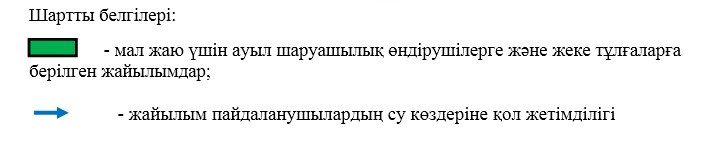 Шартты белгілері:
- мал жаю үшін ауыл шаруашылық өндірушілерге және жеке тұлғаларға
берілген жайылымдар;
- жайылым пайдаланушылардың су көздеріне қол жетімділігі